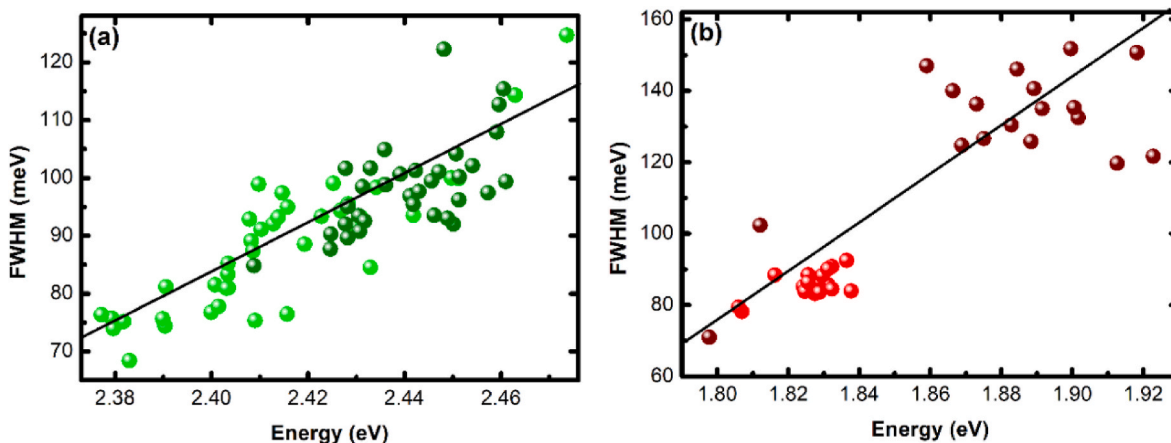 (a)
FWHM (meV)
120
110
100
90
80
70
2.38 2.40 2.42 2.44 2.46
Energy (eV)
(b)
FWHM (meV)
160
140
120
100
80
60
1.80 1.82 1.84 1.86 1.88 1.90 1.92
Energy (eV)